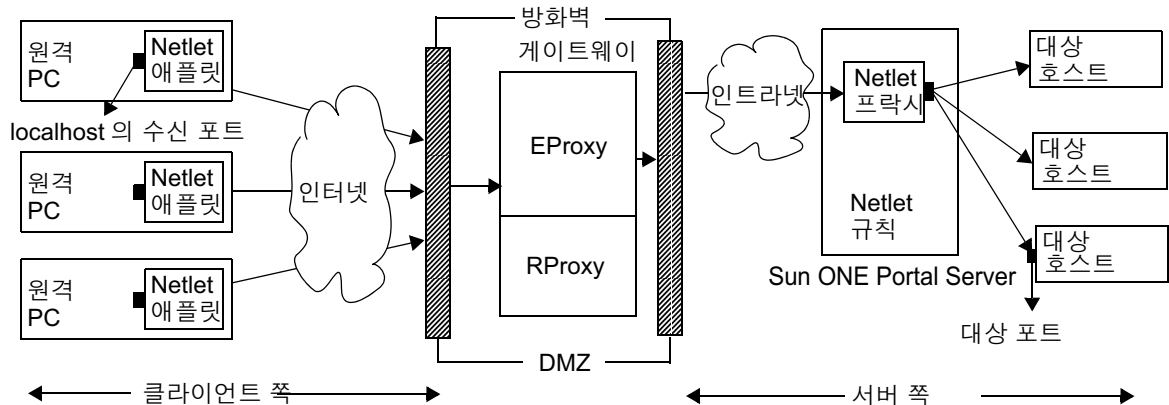 방화벽
게이트웨이
원격
PC
Netlet
애플릿
localhost 의 수신 포트
원격
PC
Netlet
애플릿
원격
PC
Netlet
애플릿
인터넷
EProxy
RProxy
DMZ
인트라넷
Netlet
프락시
Netlet
규칙
Sun ONE Portal Server
대상
호스트
대상
호스트
대상
호스트
대상 포트
클라이언트 쪽
서버 쪽